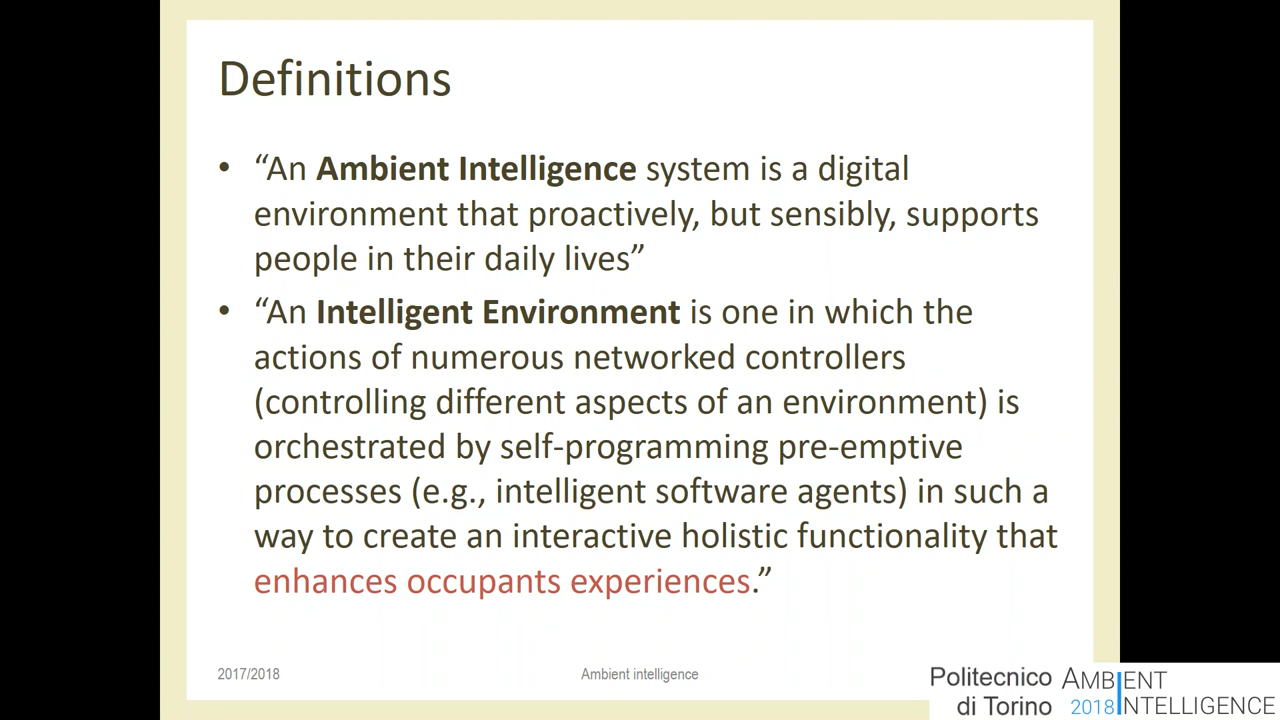 Definitions
• “An Ambient Intelligence system is a digital
environment that proactively, but sensibly, supports
people in their daily lives”
• “An Intelligent Environment is one in which the
actions of numerous networked controllers
(controlling different aspects of an environment) is
orchestrated by self-programming pre-emptive
processes (e.g., intelligent software agents) in such a
way to create an interactive holistic functionality that
enhances occupants experiences.”
2017/2018
Ambient intelligence
Politecnico
di Torino
AMBIENT
2018 INTELLIGENCE